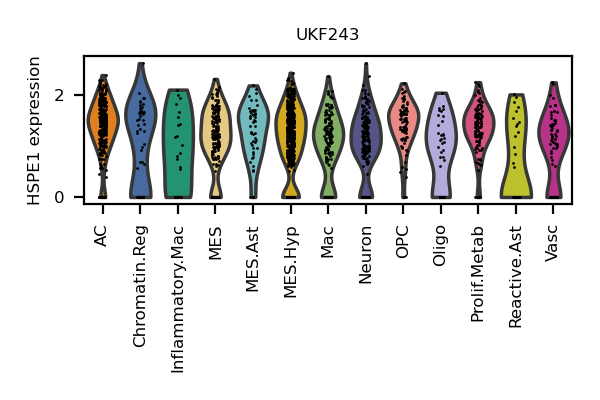 UKF243
HSPE1 expression
2
0
AC
Chromatin.Reg
Inflammatory.Mac
MES
MES.Ast
MES.Hyp
Mac
Neuron
OPC
Oligo
Prolif.Metab
Reactive.Ast
Vasc